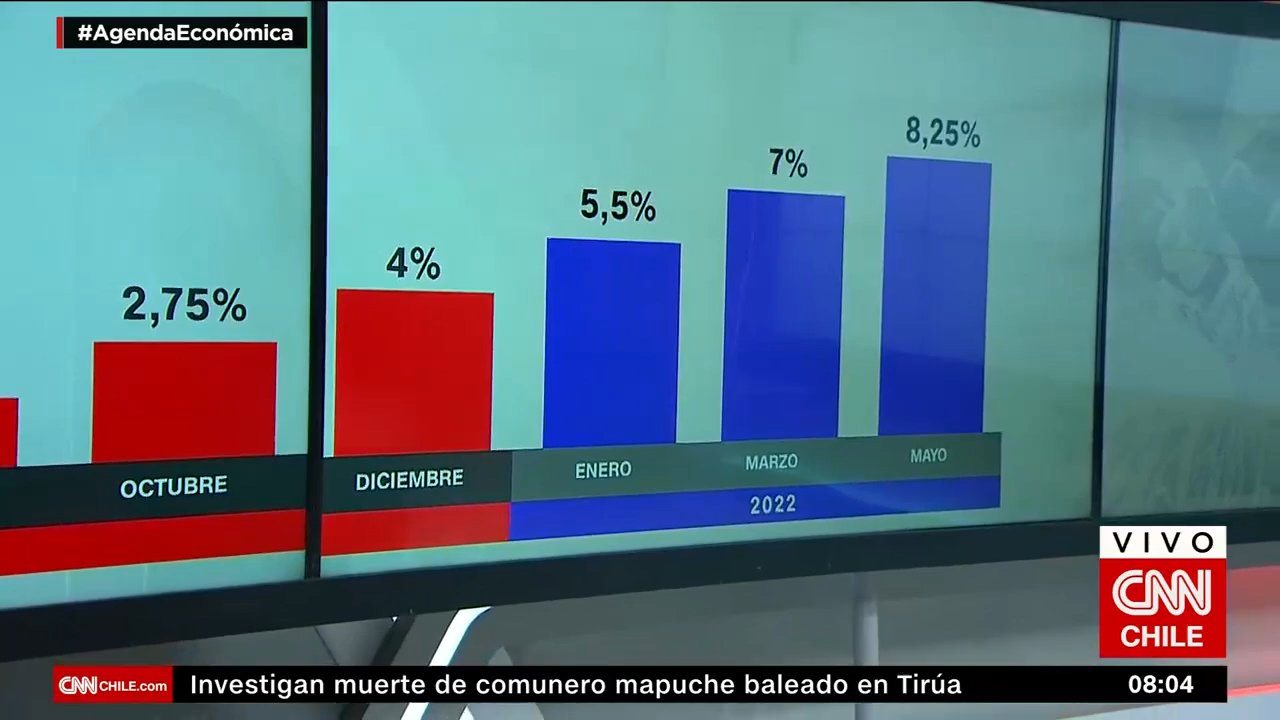 #AgendaEconómica
2,75%
4%
5,5%
7%
8,25%
OCTUBRE
DICIEMBRE
ENERO
MARZO
MAYO
2022
VIVO
CNN
CHILE
CNNCHILE.com
Investigan muerte de comunero mapuche baleado en Tirúa
08:04